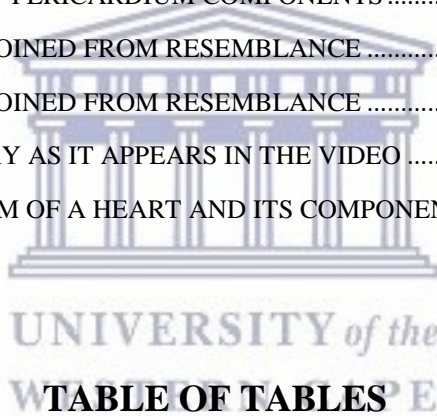 PERICARDIUM COMPONENTS..........
OINED FROM RESEMBLANCE ...........
OINED FROM RESEMBLANCE ...........
Y AS IT APPEARS IN THE VIDEO .....
M OF A HEART AND ITS COMPONEN
UNIVERSITY of the
TABLE OF TABLES